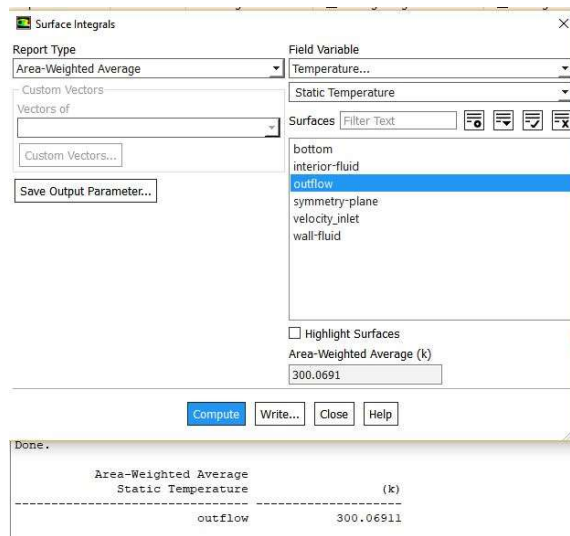 Surface Integrals
Report Type
Area-Weighted Average
Custom Vectors
Vectors of
Custom Vectors...
Save Output Parameter...
Field Variable
Temperature...
Static Temperature
Surfaces Filter Text
bottom
interior-fluid
outflow
symmetry-plane
velocity_inlet
wall-fluid
Highlight Surfaces
Area-Weighted Average (k)
300.0691
Compute Write... Close Help
Done.
Area-Weighted Average
Static Temperature (k)
-------------------------------- --------------------
outflow 300.06911